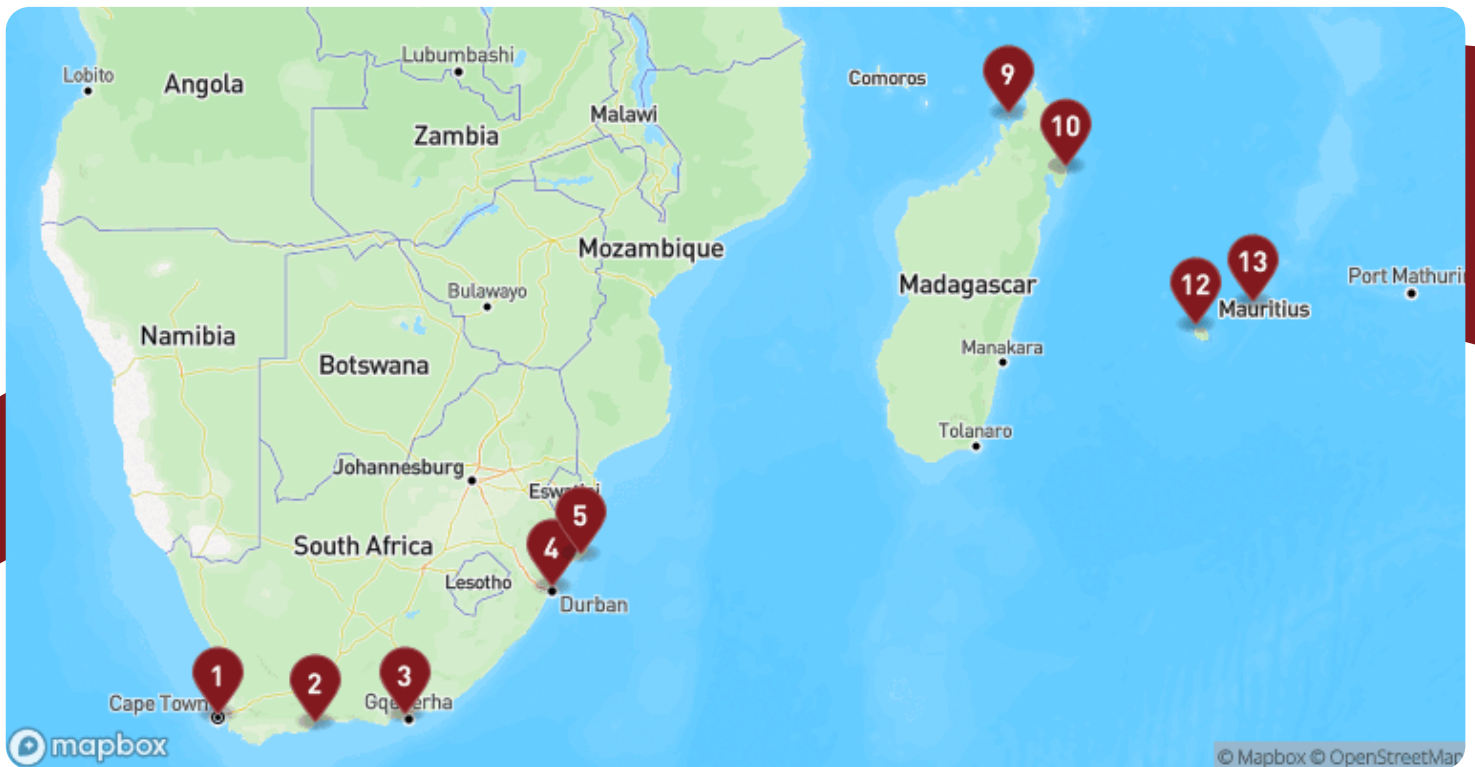 Lubumbashi
Lobito
Angola
Comoros
9
Malawi
10
Zambia
Mozambique
13
Port Mathurin
12
Madagascar
Bulawayo
Mauritius
Namibia
Manakara
Botswana
Tolanaro
Johannesburg
5
4
South Africa
Lesotho
Durban
1
2
3
Cape Town
mapbox
© Mapbox © OpenStreetMap